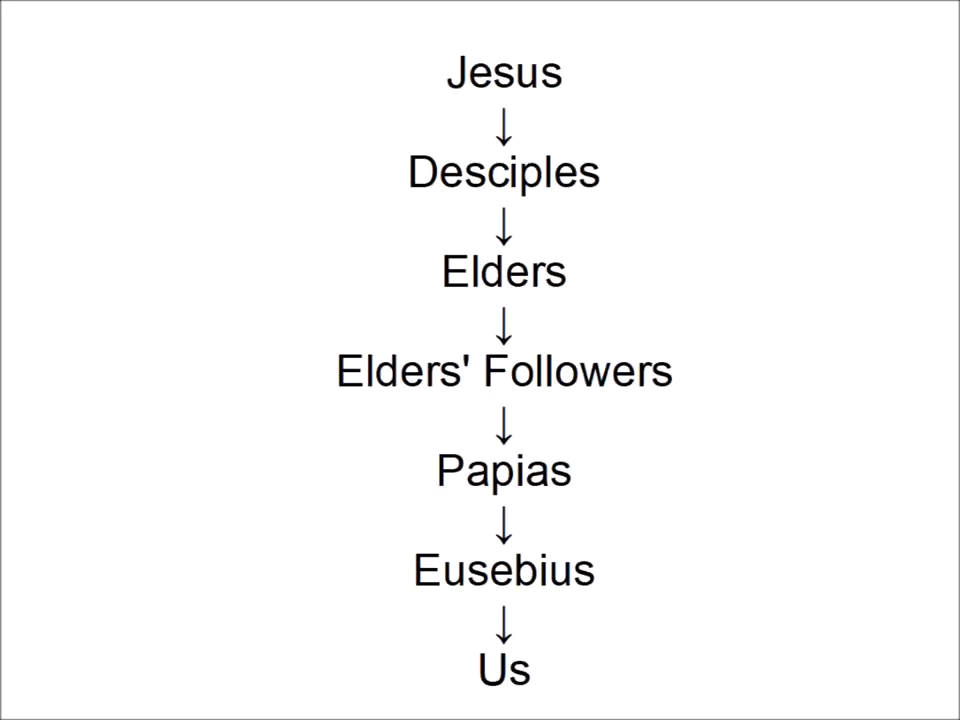 Jesus
↓
Desciples
↓
Elders
↓
Elders' Followers
↓
Papias
↓
Eusebius
↓
Us